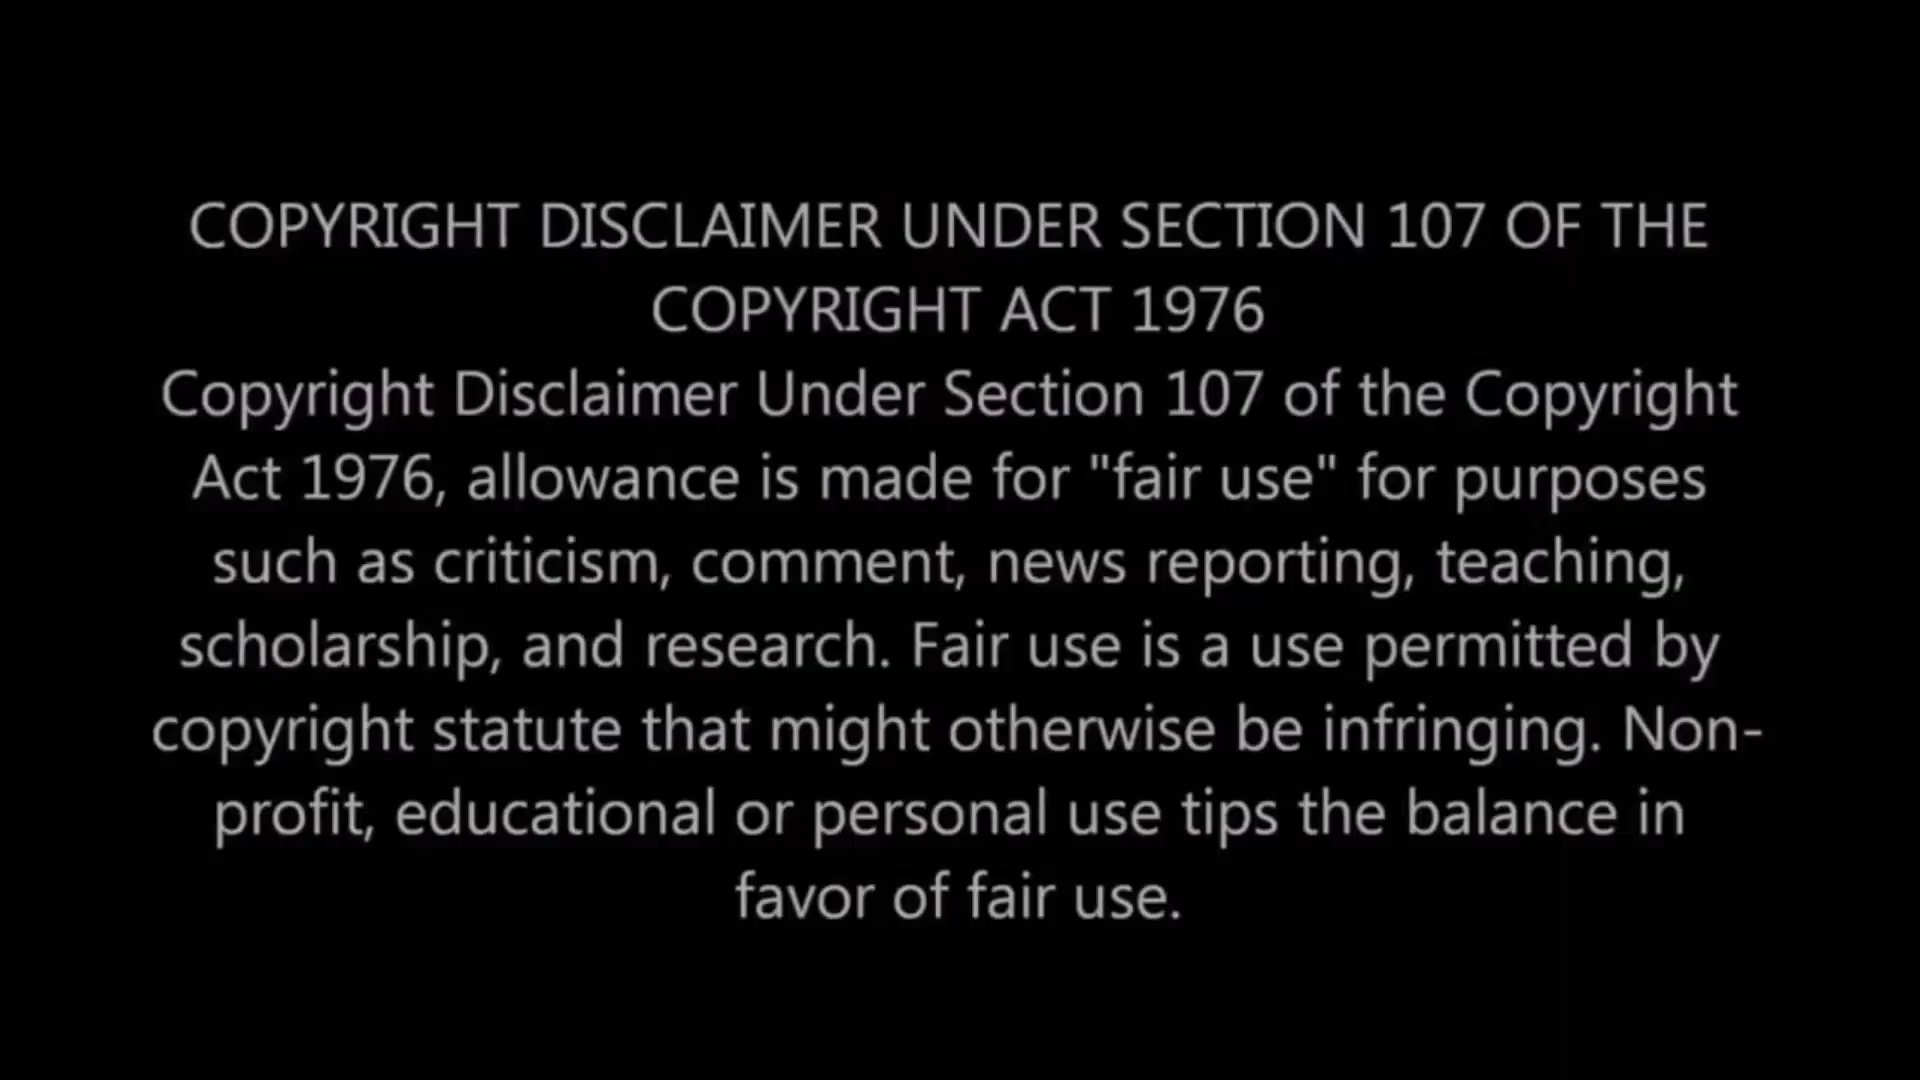 COPYRIGHT DISCLAIMER UNDER SECTION 107 OF THE
COPYRIGHT ACT 1976
Copyright Disclaimer Under Section 107 of the Copyright
Act 1976, allowance is made for "fair use" for purposes
such as criticism, comment, news reporting, teaching,
scholarship, and research. Fair use is a use permitted by
copyright statute that might otherwise be infringing. Non-
profit, educational or personal use tips the balance in
favor of fair use.